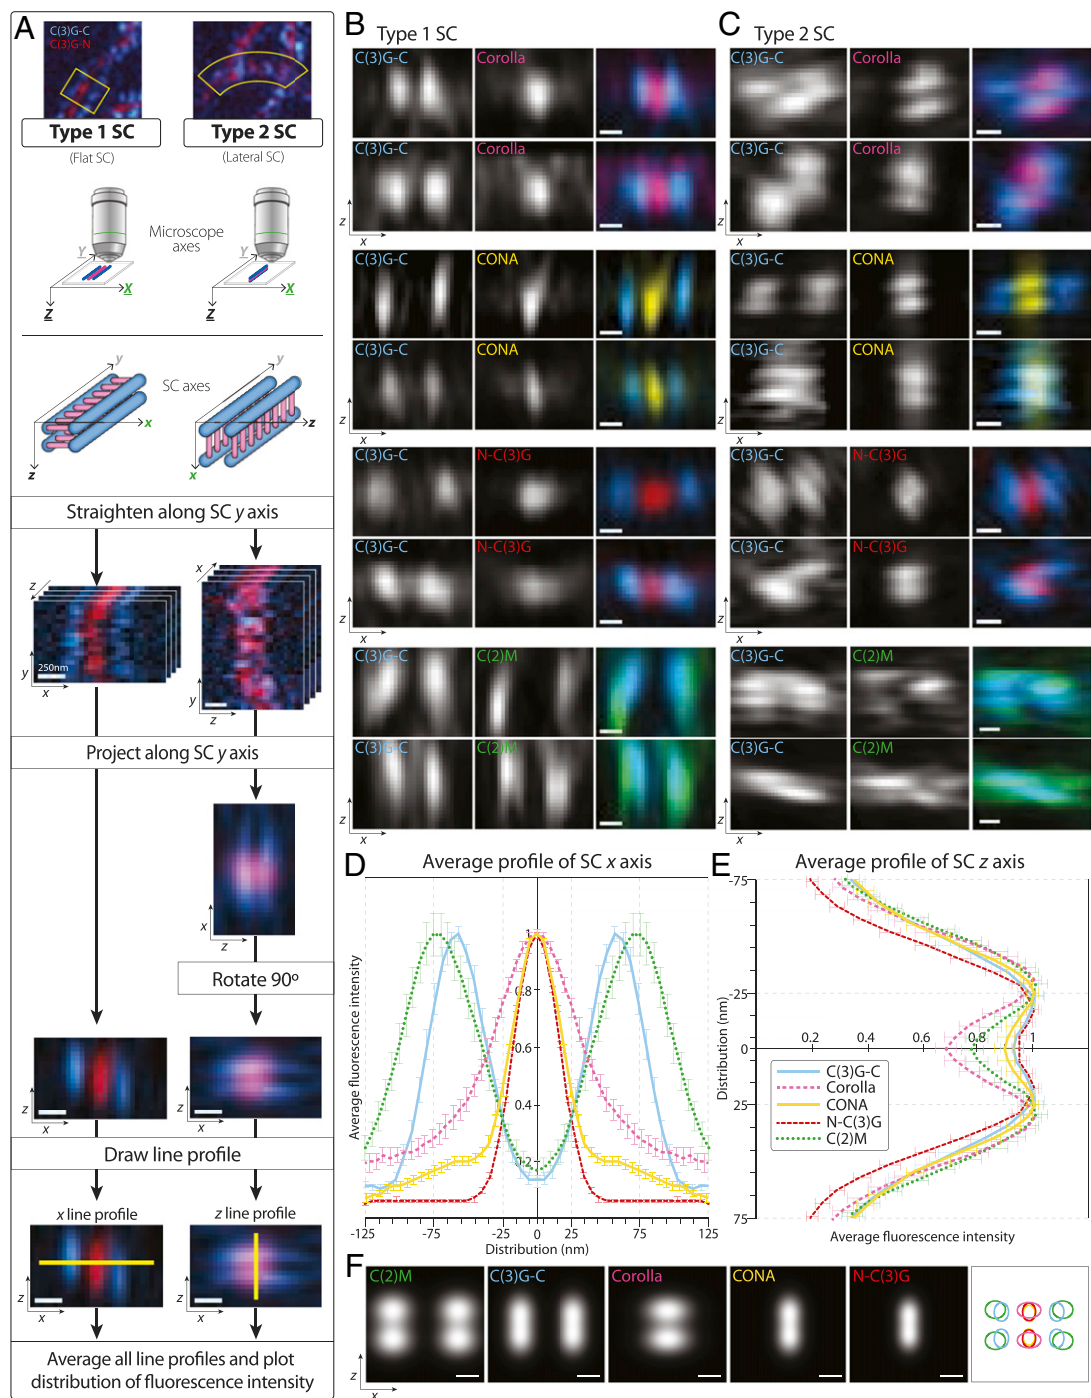 A
C(3)G-C
C(3)G-N
Type 1 SC
Type 2 SC
(Flat SC)
(Lateral SC)
Microscope
axes
Y
X
Z
Y
X
Z
SC axes
y
x
z
y
z
x
Straighten along SC y axis
z
y
x
250nm
x
y
z
Project along SC y axis
x
z
Rotate 90º
z
x
z
x
Draw line profile
x line profile
z line profile
z
x
z
x
Average all line profiles and plot
distribution of fluorescence intensity
B
Type 1 SC
C(3)G-C
Corolla
C(3)G-C
Corolla
z
x
C(3)G-C
CONA
C(3)G-C
CONA
z
x
C(3)G-C
N-C(3)G
C(3)G-C
N-C(3)G
z
x
C(3)G-C
C(2)M
C(3)G-C
C(2)M
z
x
C
Type 2 SC
C(3)G-C
Corolla
C(3)G-C
Corolla
C(3)G-C
CONA
C(3)G-C
CONA
C(3)G-C
N-C(3)G
C(3)G-C
N-C(3)G
C(3)G-C
C(2)M
C(3)G-C
C(2)M
D
Average profile of SC x axis
Average fluorescence intensity
1
0.8
0.6
0.4
0.2
-125
-75
-25
0
25
75
125
Distribution (nm)
E
Average profile of SC z axis
-75
-25
0
25
75
Distribution (nm)
0.2
0.4
0.6
0.8
1
C(3)G-C
Corolla
CONA
N-C(3)G
C(2)M
Average fluorescence intensity
F
C(2)M
C(3)G-C
Corolla
CONA
N-C(3)G
z
x